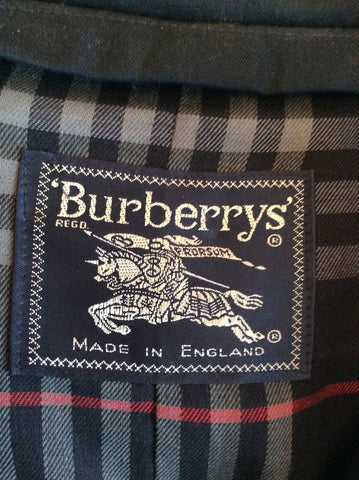 'Burberrys'
REGD. ®
PRORSUM
®
MADE IN ENGLAND